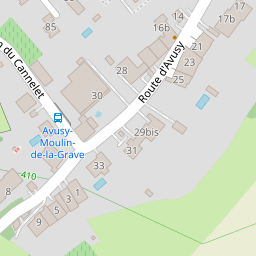 85
14
16b
17
17b
21
23
25
28
30
Route d'Avusy
du Cannelet
Avusy-
Moulin-
de-la-Grave
29bis
31
33
410
8
9
5
3
1